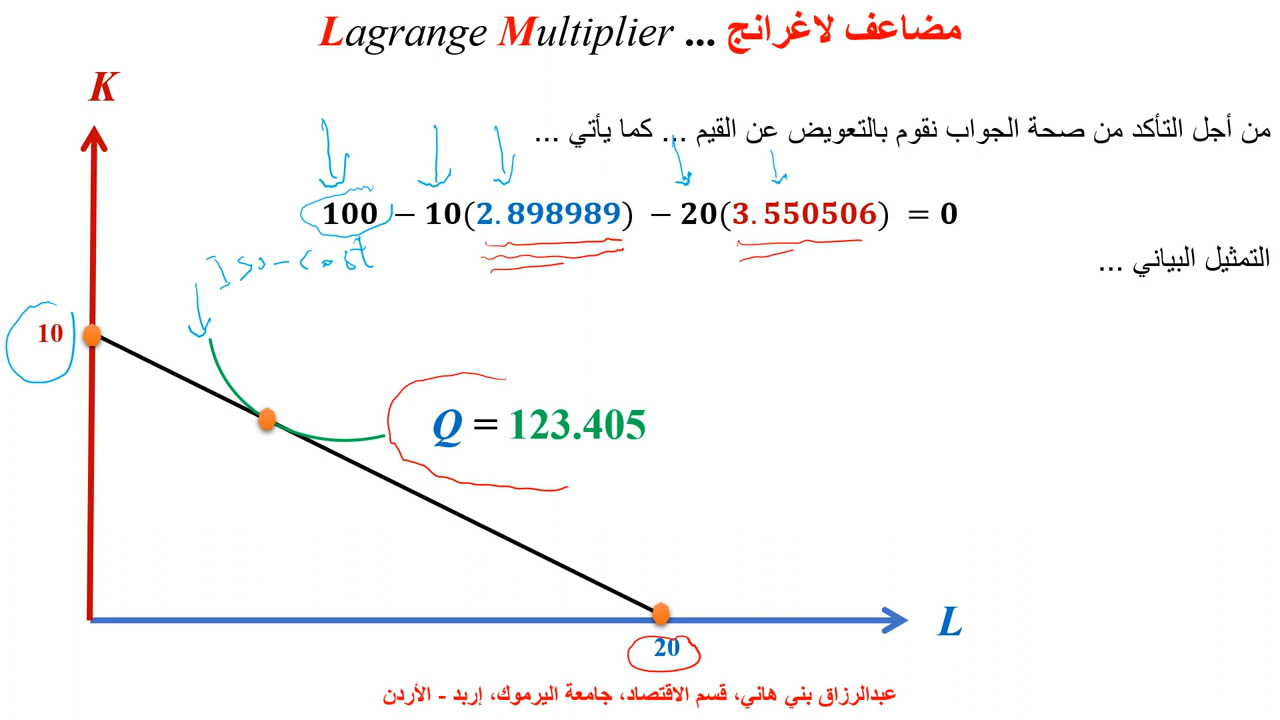 مضاعف لاغرانج ... Lagrange Multiplier
K
من أجل التأكد من صحة الجواب نقوم بالتعويض عن القيم ... كما يأتي ...
100 − 10(2.898989) − 20(3.550506) = 0
التمثيل البياني ...
Iso-cost
10
Q = 123.405
L
20
عبدالرزاق بني هاني، قسم الاقتصاد، جامعة اليرموك، إربد - الأردن